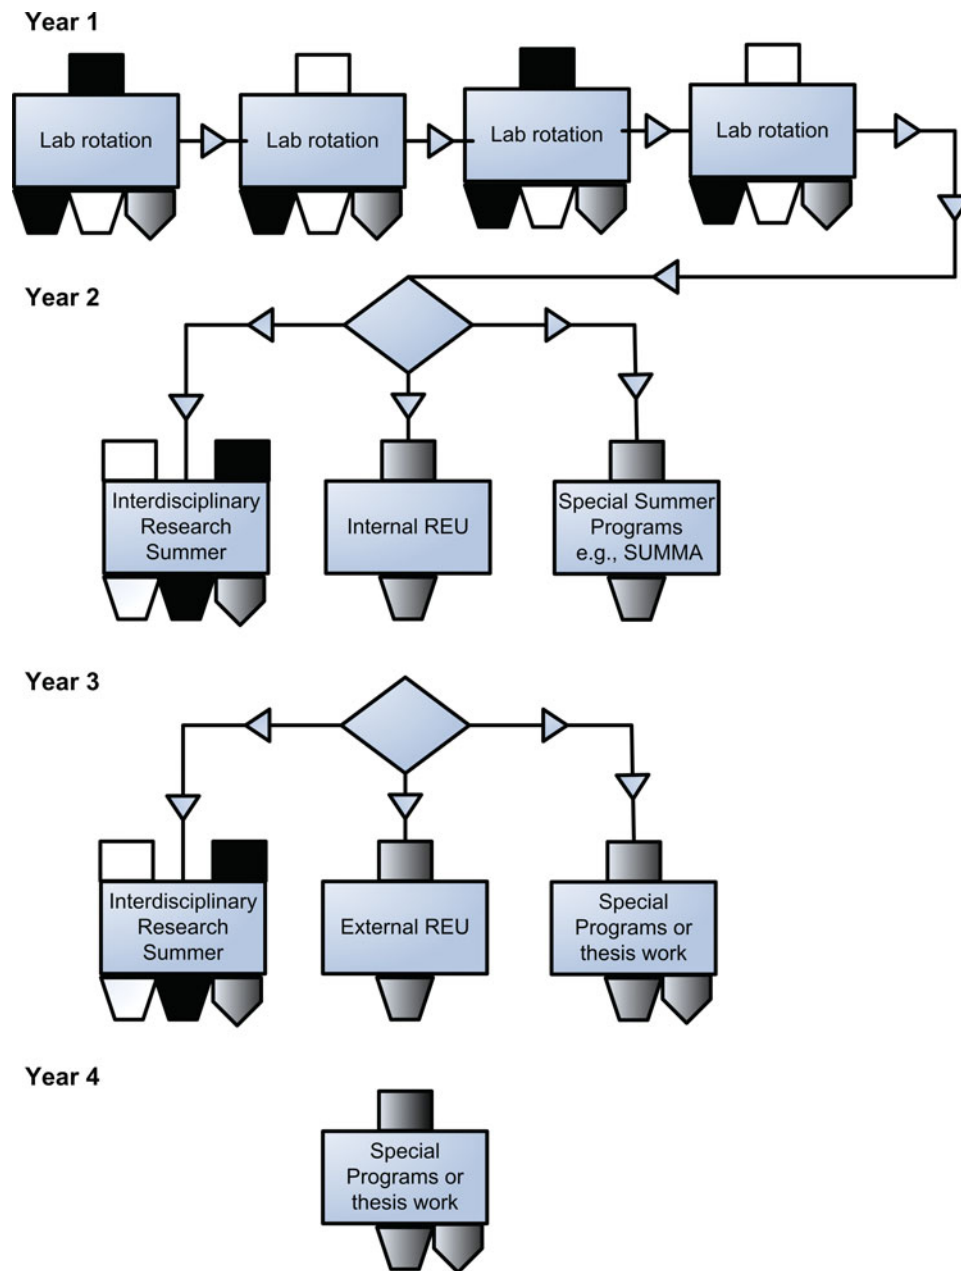 Year 1
Lab rotation
Lab rotation
Lab rotation
Lab rotation
Year 2
Interdisciplinary
Research
Summer
Internal REU
Special Summer
Programs
e.g., SUMMA
Year 3
Interdisciplinary
Research
Summer
External REU
Special
Programs or
thesis work
Year 4
Special
Programs or
thesis work